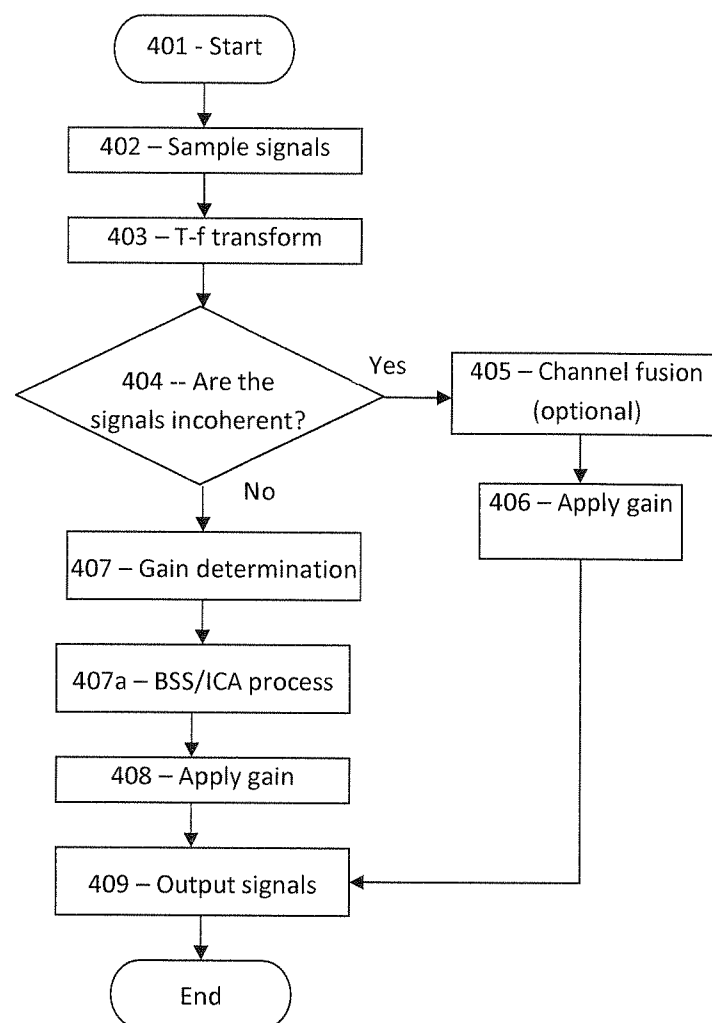 401 - Start
402 – Sample signals
403 – T-f transform
404 -- Are the
signals incoherent?
Yes
405 – Channel fusion
(optional)
406 – Apply gain
No
407 – Gain determination
407a – BSS/ICA process
408 – Apply gain
409 – Output signals
End